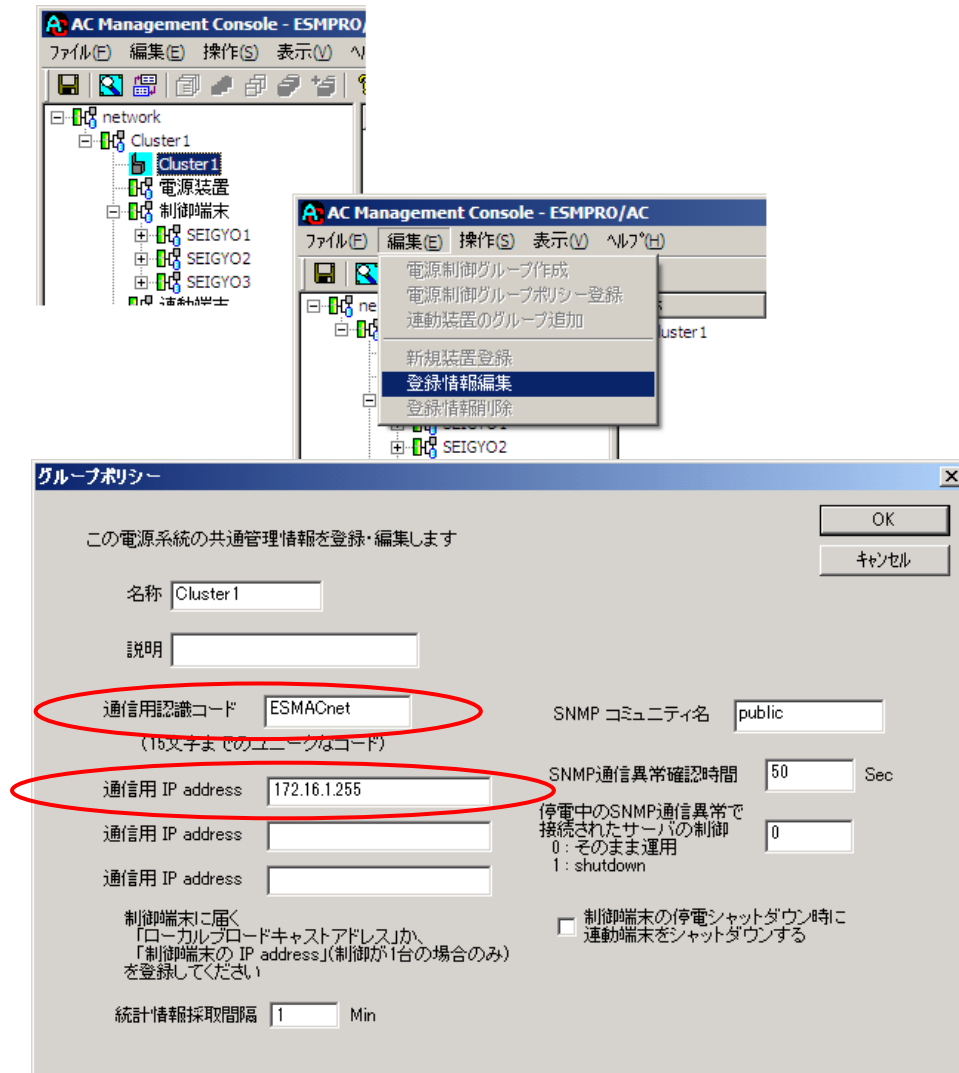 AC Management Console - ESMPRO/
ファイル(F) 編集(E) 操作(S) 表示(V) ヘ
network
Cluster1
Cluster1
電源装置
制御端末
SEIGYO1
SEIGYO2
SEIGYO3
連動端末
AC Management Console - ESMPRO/AC
ファイル(F) 編集(E) 操作(S) 表示(V) ヘルプ(H)
電源制御グループ作成
電源制御グループポリシー登録
連動装置のグループ追加
新規装置登録
登録情報編集
登録情報削除
ne
luster1
SEIGYO1
SEIGYO2
グループポリシー
OK
キャンセル
この電源系統の共通管理情報を登録・編集します
名称 Cluster1
説明
通信用認識コード ESMACnet
(15文字までのユニークなコード)
通信用 IP address 172.16.1.255
通信用 IP address
通信用 IP address
制御端末に届く
「ローカルブロードキャストアドレス」か、
「制御端末の IP address」(制御が1台の場合のみ)
を登録してください
統計情報採取間隔 1 Min
SNMP コミュニティ名 public
SNMP通信異常確認時間 50 Sec
停電中のSNMP通信異常で
接続されたサーバの制御 0
0 : そのまま運用
1 : shutdown
制御端末の停電シャットダウン時に
連動端末をシャットダウンする